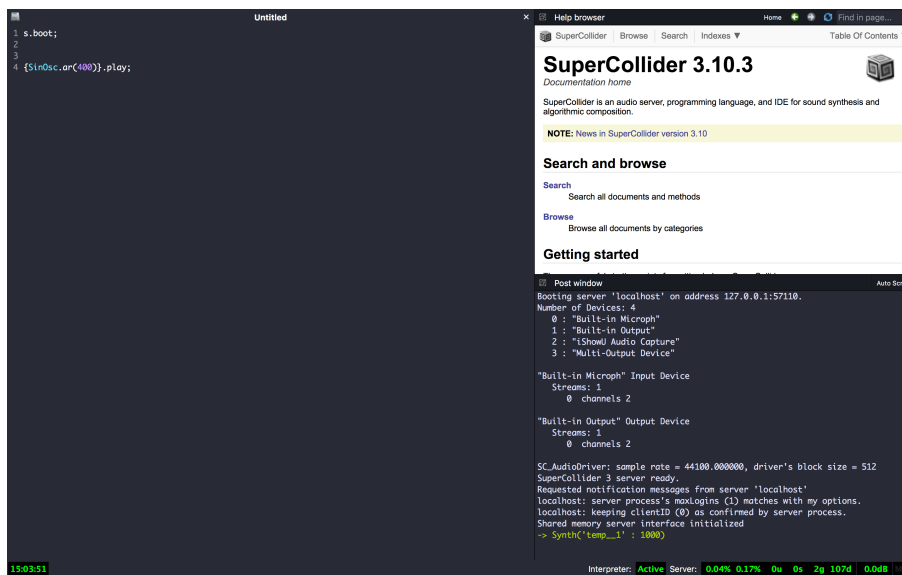 Untitled
1 s.boot;
2
3
4 {SinOsc.ar(400)}.play;
15:03:51
Help browser Home Find in page...
SuperCollider Browse Search Indexes ▼ Table Of Contents
SuperCollider 3.10.3
Documentation home
SuperCollider is an audio server, programming language, and IDE for sound synthesis and
algorithmic composition.
NOTE: News in SuperCollider version 3.10
Search and browse
Search
Search all documents and methods
Browse
Browse all documents by categories
Getting started
Post window Auto Scr
Booting server 'localhost' on address 127.0.0.1:57110.
Number of Devices: 4
0 : "Built-in Microph"
1 : "Built-in Output"
2 : "iShowU Audio Capture"
3 : "Multi-Output Device"
"Built-in Microph" Input Device
Streams: 1
0 channels 2
"Built-in Output" Output Device
Streams: 1
0 channels 2
SC_AudioDriver: sample rate = 44100.000000, driver's block size = 512
SuperCollider 3 server ready.
Requested notification messages from server 'localhost'
localhost: server process's maxLogins (1) matches with my options.
localhost: keeping clientID (0) as confirmed by server process.
Shared memory server interface initialized
-> Synth('temp__1' : 1000)
Interpreter: Active Server: 0.04% 0.17% 0u 0s 2g 107d 0.0dB